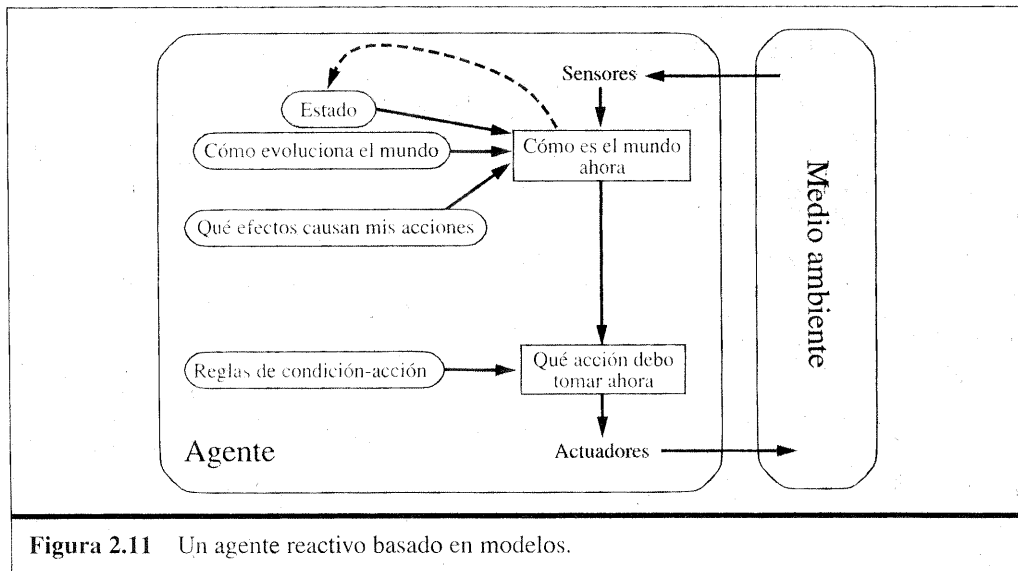 Sensores
Estado
Cómo evoluciona el mundo
Cómo es el mundo
ahora
Qué efectos causan mis acciones
Medio ambiente
Reglas de condición-acción
Qué acción debo
tomar ahora
Agente
Actuadores
Figura 2.11 Un agente reactivo basado en modelos.